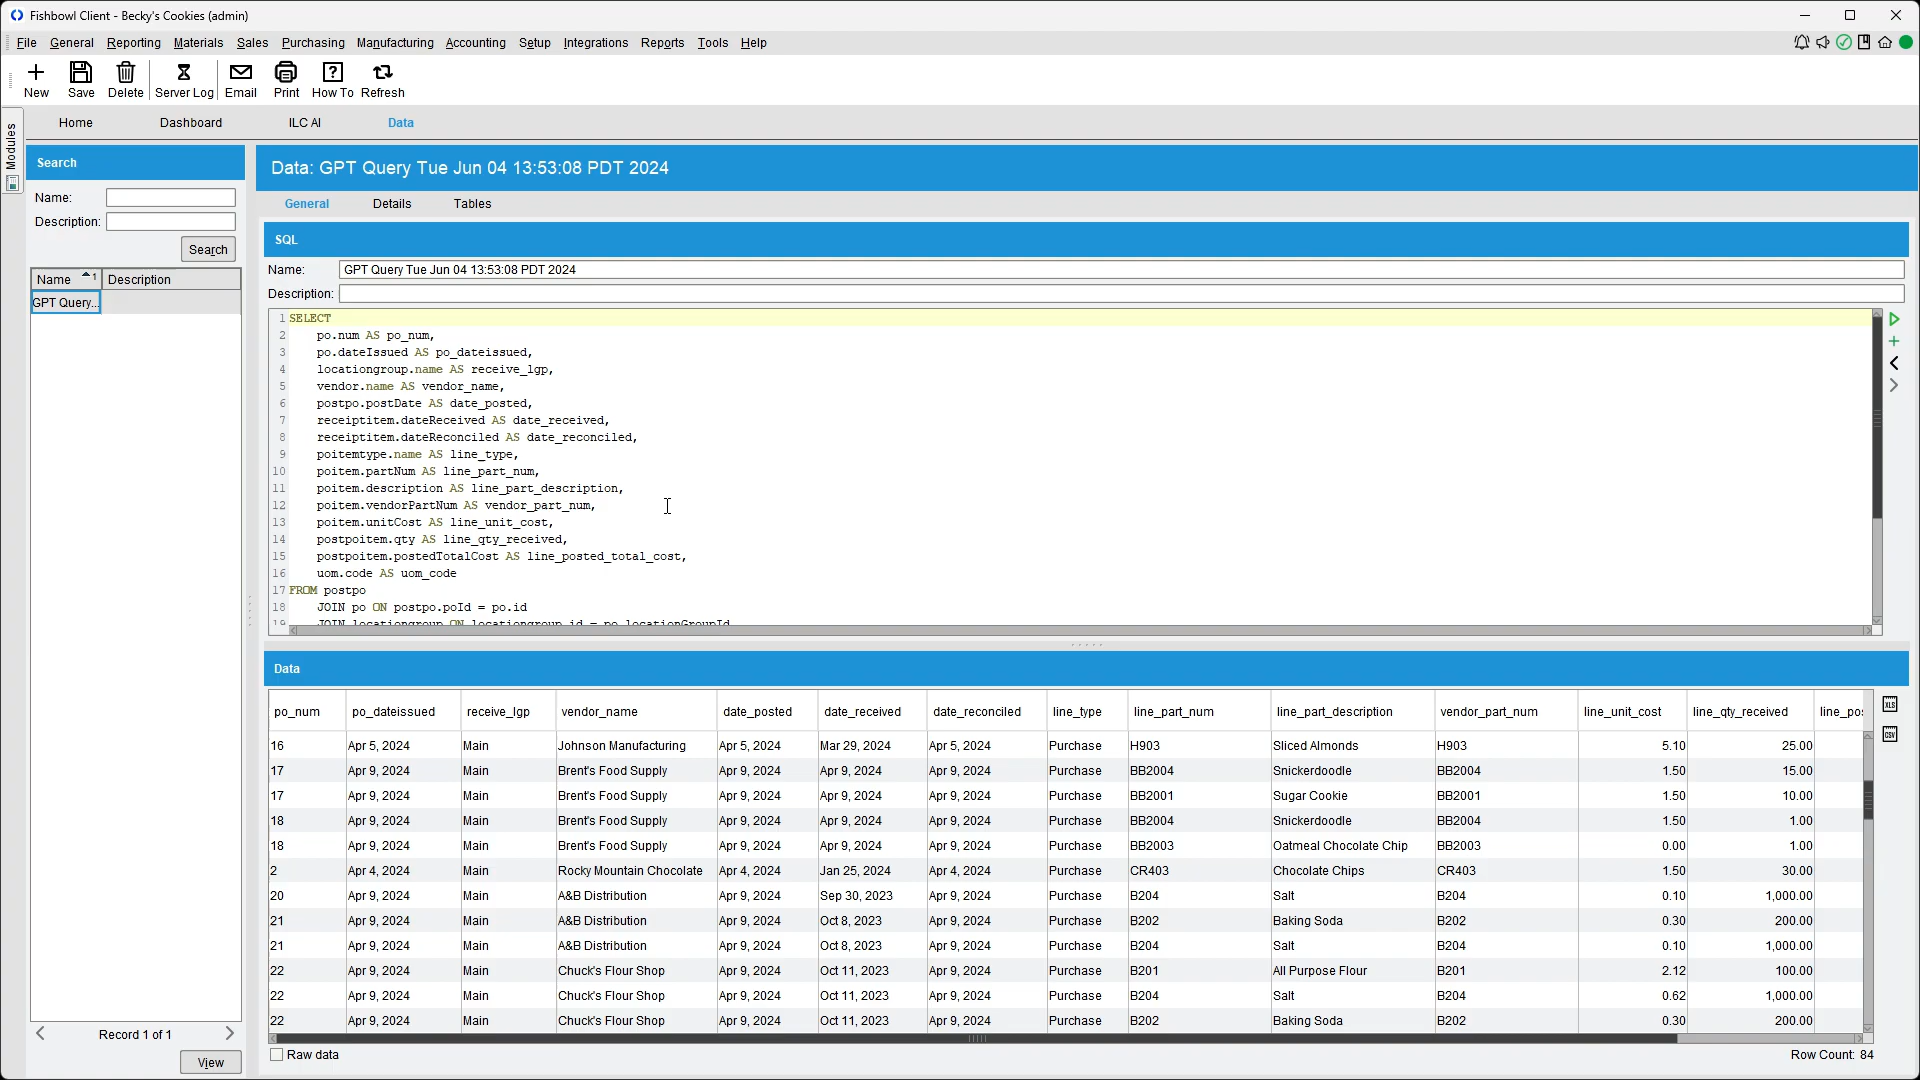 Fishbowl Client - Becky's Cookies (admin)
File General Reporting Materials Sales Purchasing Manufacturing Accounting Setup Integrations Reports Tools Help
New Save Delete Server Log Email Print How To Refresh
Modules
Home Dashboard ILC AI Data
Search
Name:
Description:
Search
Name 1 Description
GPT Query...
Record 1 of 1
View
Data: GPT Query Tue Jun 04 13:53:08 PDT 2024
General Details Tables
SQL
Name: GPT Query Tue Jun 04 13:53:08 PDT 2024
Description:
1 SELECT
2 po.num AS po_num,
3 po.dateIssued AS po_dateissued,
4 locationgroup.name AS receive_lgp,
5 vendor.name AS vendor_name,
6 postpo.postDate AS date_posted,
7 receiptitem.dateReceived AS date_received,
8 receiptitem.dateReconciled AS date_reconciled,
9 poitemtype.name AS line_type,
10 poitem.partNum AS line_part_num,
11 poitem.description AS line_part_description,
12 poitem.vendorPartNum AS vendor_part_num,
13 poitem.unitCost AS line_unit_cost,
14 postpoitem.qty AS line_qty_received,
15 postpoitem.postedTotalCost AS line_posted_total_cost,
16 uom.code AS uom_code
17 FROM postpo
18 JOIN po ON postpo.poId = po.id
19 JOIN locationgroup ON locationgroup.id = po.locationGroupId
Data
po_num po_dateissued receive_lgp vendor_name date_posted date_received date_reconciled line_type line_part_num line_part_description vendor_part_num line_unit_cost line_qty_received line_po
XLS
CSV
16 Apr 5, 2024 Main Johnson Manufacturing Apr 5, 2024 Mar 29, 2024 Apr 5, 2024 Purchase H903 Sliced Almonds H903 5.10 25.00
17 Apr 9, 2024 Main Brent's Food Supply Apr 9, 2024 Apr 9, 2024 Apr 9, 2024 Purchase BB2004 Snickerdoodle BB2004 1.50 15.00
17 Apr 9, 2024 Main Brent's Food Supply Apr 9, 2024 Apr 9, 2024 Apr 9, 2024 Purchase BB2001 Sugar Cookie BB2001 1.50 10.00
18 Apr 9, 2024 Main Brent's Food Supply Apr 9, 2024 Apr 9, 2024 Apr 9, 2024 Purchase BB2004 Snickerdoodle BB2004 1.50 1.00
18 Apr 9, 2024 Main Brent's Food Supply Apr 9, 2024 Apr 9, 2024 Apr 9, 2024 Purchase BB2003 Oatmeal Chocolate Chip BB2003 0.00 1.00
2 Apr 4, 2024 Main Rocky Mountain Chocolate Apr 4, 2024 Jan 25, 2024 Apr 4, 2024 Purchase CR403 Chocolate Chips CR403 1.50 30.00
20 Apr 9, 2024 Main A&B Distribution Apr 9, 2024 Sep 30, 2023 Apr 9, 2024 Purchase B204 Salt B204 0.10 1,000.00
21 Apr 9, 2024 Main A&B Distribution Apr 9, 2024 Oct 8, 2023 Apr 9, 2024 Purchase B202 Baking Soda B202 0.30 200.00
21 Apr 9, 2024 Main A&B Distribution Apr 9, 2024 Oct 8, 2023 Apr 9, 2024 Purchase B204 Salt B204 0.10 1,000.00
22 Apr 9, 2024 Main Chuck's Flour Shop Apr 9, 2024 Oct 11, 2023 Apr 9, 2024 Purchase B201 All Purpose Flour B201 2.12 100.00
22 Apr 9, 2024 Main Chuck's Flour Shop Apr 9, 2024 Oct 11, 2023 Apr 9, 2024 Purchase B204 Salt B204 0.62 1,000.00
22 Apr 9, 2024 Main Chuck's Flour Shop Apr 9, 2024 Oct 11, 2023 Apr 9, 2024 Purchase B202 Baking Soda B202 0.30 200.00
Raw data
Row Count: 84